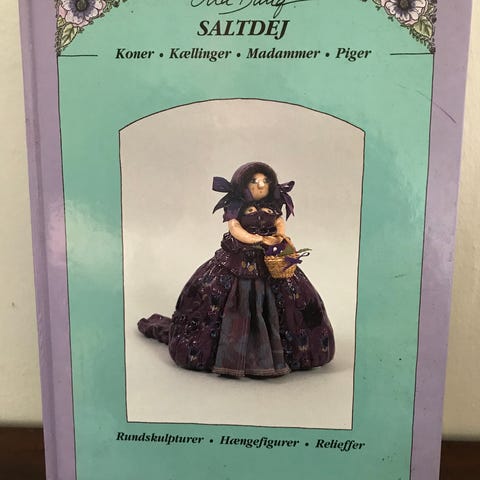 SALTDEJ
Koner • Kællinger • Madammer • Piger
Rundskulpturer • Hængefigurer • Relieffer